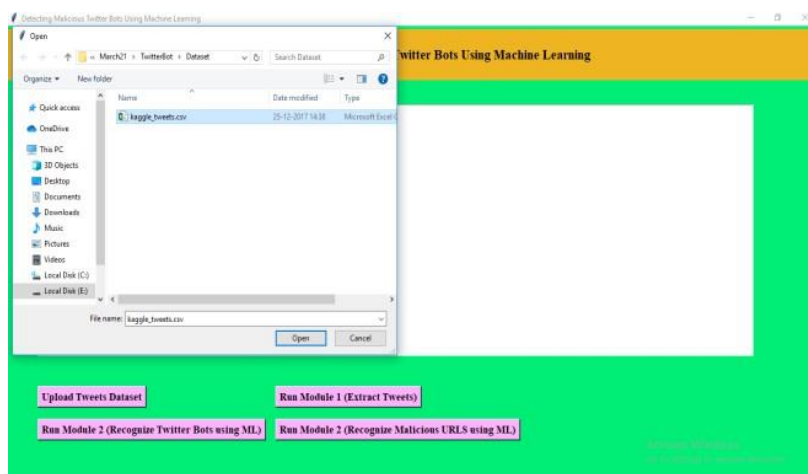 Detecting Malicious Twitter Bots Using Machine Learning
Open
« March21 › TwitterBot › Dataset
Search Dataset
Twitter Bots Using Machine Learning
Organize
New folder
Name
Date modified
Type
Quick access
kaggle_tweets.csv
25-12-2017 14:38
Microsoft Excel C
OneDrive
This PC
3D Objects
Desktop
Documents
Downloads
Music
Pictures
Videos
Local Disk (C:)
Local Disk (E:)
File name:
kaggle_tweets.csv
Open
Cancel
Upload Tweets Dataset
Run Module 1 (Extract Tweets)
Run Module 2 (Recognize Twitter Bots using ML)
Run Module 2 (Recognize Malicious URLS using ML)
Activate Windows